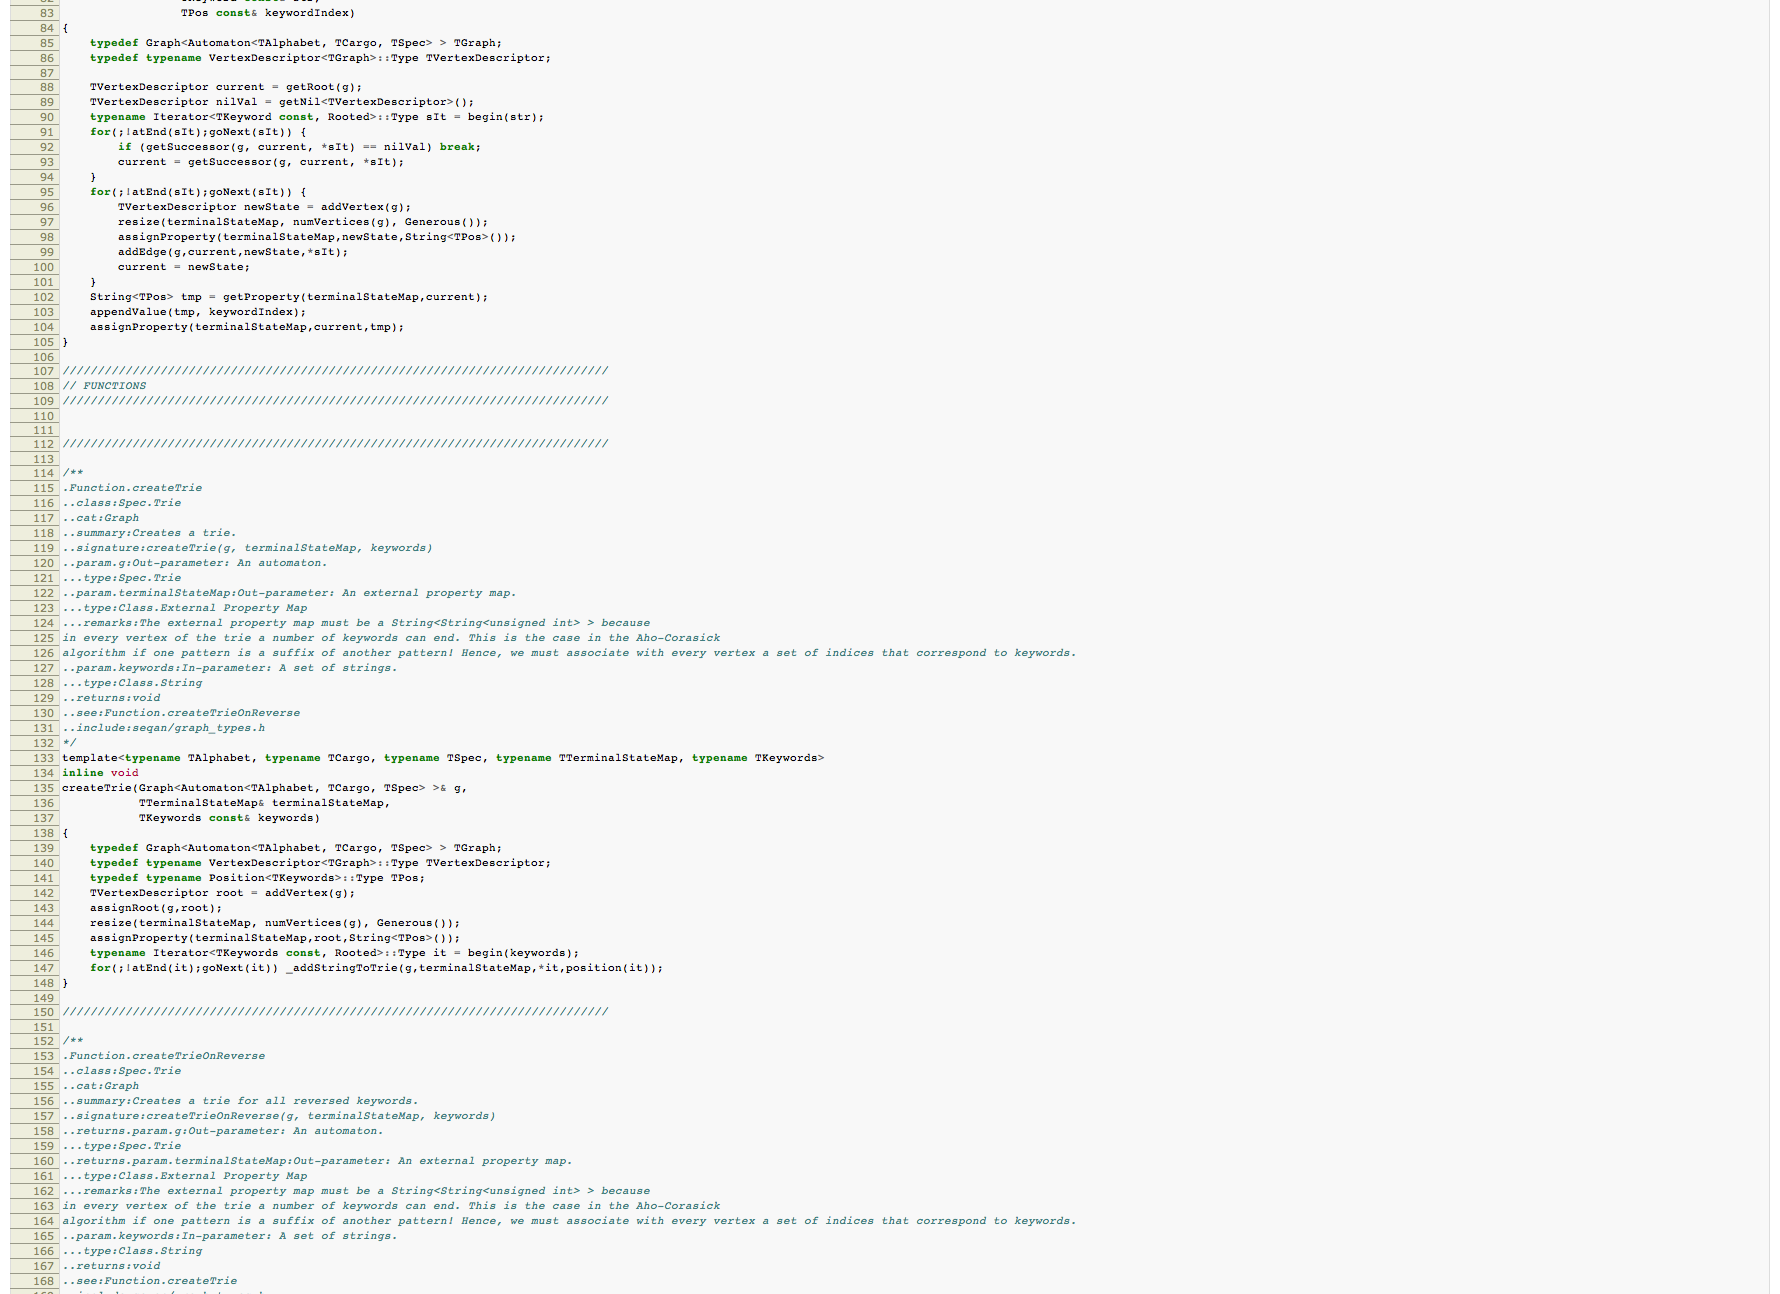 83 TPos const& keywordIndex)
84 {
85 typedef Graph<Automaton<TAlphabet, TCargo, TSpec> > TGraph;
86 typedef typename VertexDescriptor<TGraph>::Type TVertexDescriptor;
87
88 TVertexDescriptor current = getRoot(g);
89 TVertexDescriptor nilVal = getNil<TVertexDescriptor>();
90 typename Iterator<TKeyword const, Rooted>::Type sIt = begin(str);
91 for(;!atEnd(sIt);goNext(sIt)) {
92 if (getSuccessor(g, current, *sIt) == nilVal) break;
93 current = getSuccessor(g, current, *sIt);
94 }
95 for(;!atEnd(sIt);goNext(sIt)) {
96 TVertexDescriptor newState = addVertex(g);
97 resize(terminalStateMap, numVertices(g), Generous());
98 assignProperty(terminalStateMap,newState,String<TPos>());
99 addEdge(g,current,newState,*sIt);
100 current = newState;
101 }
102 String<TPos> tmp = getProperty(terminalStateMap,current);
103 appendValue(tmp, keywordIndex);
104 assignProperty(terminalStateMap,current,tmp);
105 }
106
107 //////////////////////////////////////////////////////////////////////////////
108 // FUNCTIONS
109 //////////////////////////////////////////////////////////////////////////////
110
111
112 //////////////////////////////////////////////////////////////////////////////
113
114 /**
115 .Function.createTrie
116 ..class:Spec.Trie
117 ..cat:Graph
118 ..summary:Creates a trie.
119 ..signature:createTrie(g, terminalStateMap, keywords)
120 ..param.g:Out-parameter: An automaton.
121 ...type:Spec.Trie
122 ..param.terminalStateMap:Out-parameter: An external property map.
123 ...type:Class.External Property Map
124 ...remarks:The external property map must be a String<String<unsigned int> > because
125 in every vertex of the trie a number of keywords can end. This is the case in the Aho-Corasick
126 algorithm if one pattern is a suffix of another pattern! Hence, we must associate with every vertex a set of indices that correspond to keywords.
127 ..param.keywords:In-parameter: A set of strings.
128 ...type:Class.String
129 ..returns:void
130 ..see:Function.createTrieOnReverse
131 ..include:seqan/graph_types.h
132 */
133 template<typename TAlphabet, typename TCargo, typename TSpec, typename TTerminalStateMap, typename TKeywords>
134 inline void
135 createTrie(Graph<Automaton<TAlphabet, TCargo, TSpec> >& g,
136 TTerminalStateMap& terminalStateMap,
137 TKeywords const& keywords)
138 {
139 typedef Graph<Automaton<TAlphabet, TCargo, TSpec> > TGraph;
140 typedef typename VertexDescriptor<TGraph>::Type TVertexDescriptor;
141 typedef typename Position<TKeywords>::Type TPos;
142 TVertexDescriptor root = addVertex(g);
143 assignRoot(g,root);
144 resize(terminalStateMap, numVertices(g), Generous());
145 assignProperty(terminalStateMap,root,String<TPos>());
146 typename Iterator<TKeywords const, Rooted>::Type it = begin(keywords);
147 for(;!atEnd(it);goNext(it)) _addStringToTrie(g,terminalStateMap,*it,position(it));
148 }
149
150 //////////////////////////////////////////////////////////////////////////////
151
152 /**
153 .Function.createTrieOnReverse
154 ..class:Spec.Trie
155 ..cat:Graph
156 ..summary:Creates a trie for all reversed keywords.
157 ..signature:createTrieOnReverse(g, terminalStateMap, keywords)
158 ..returns.param.g:Out-parameter: An automaton.
159 ...type:Spec.Trie
160 ..returns.param.terminalStateMap:Out-parameter: An external property map.
161 ...type:Class.External Property Map
162 ...remarks:The external property map must be a String<String<unsigned int> > because
163 in every vertex of the trie a number of keywords can end. This is the case in the Aho-Corasick
164 algorithm if one pattern is a suffix of another pattern! Hence, we must associate with every vertex a set of indices that correspond to keywords.
165 ..param.keywords:In-parameter: A set of strings.
166 ...type:Class.String
167 ..returns:void
168 ..see:Function.createTrie